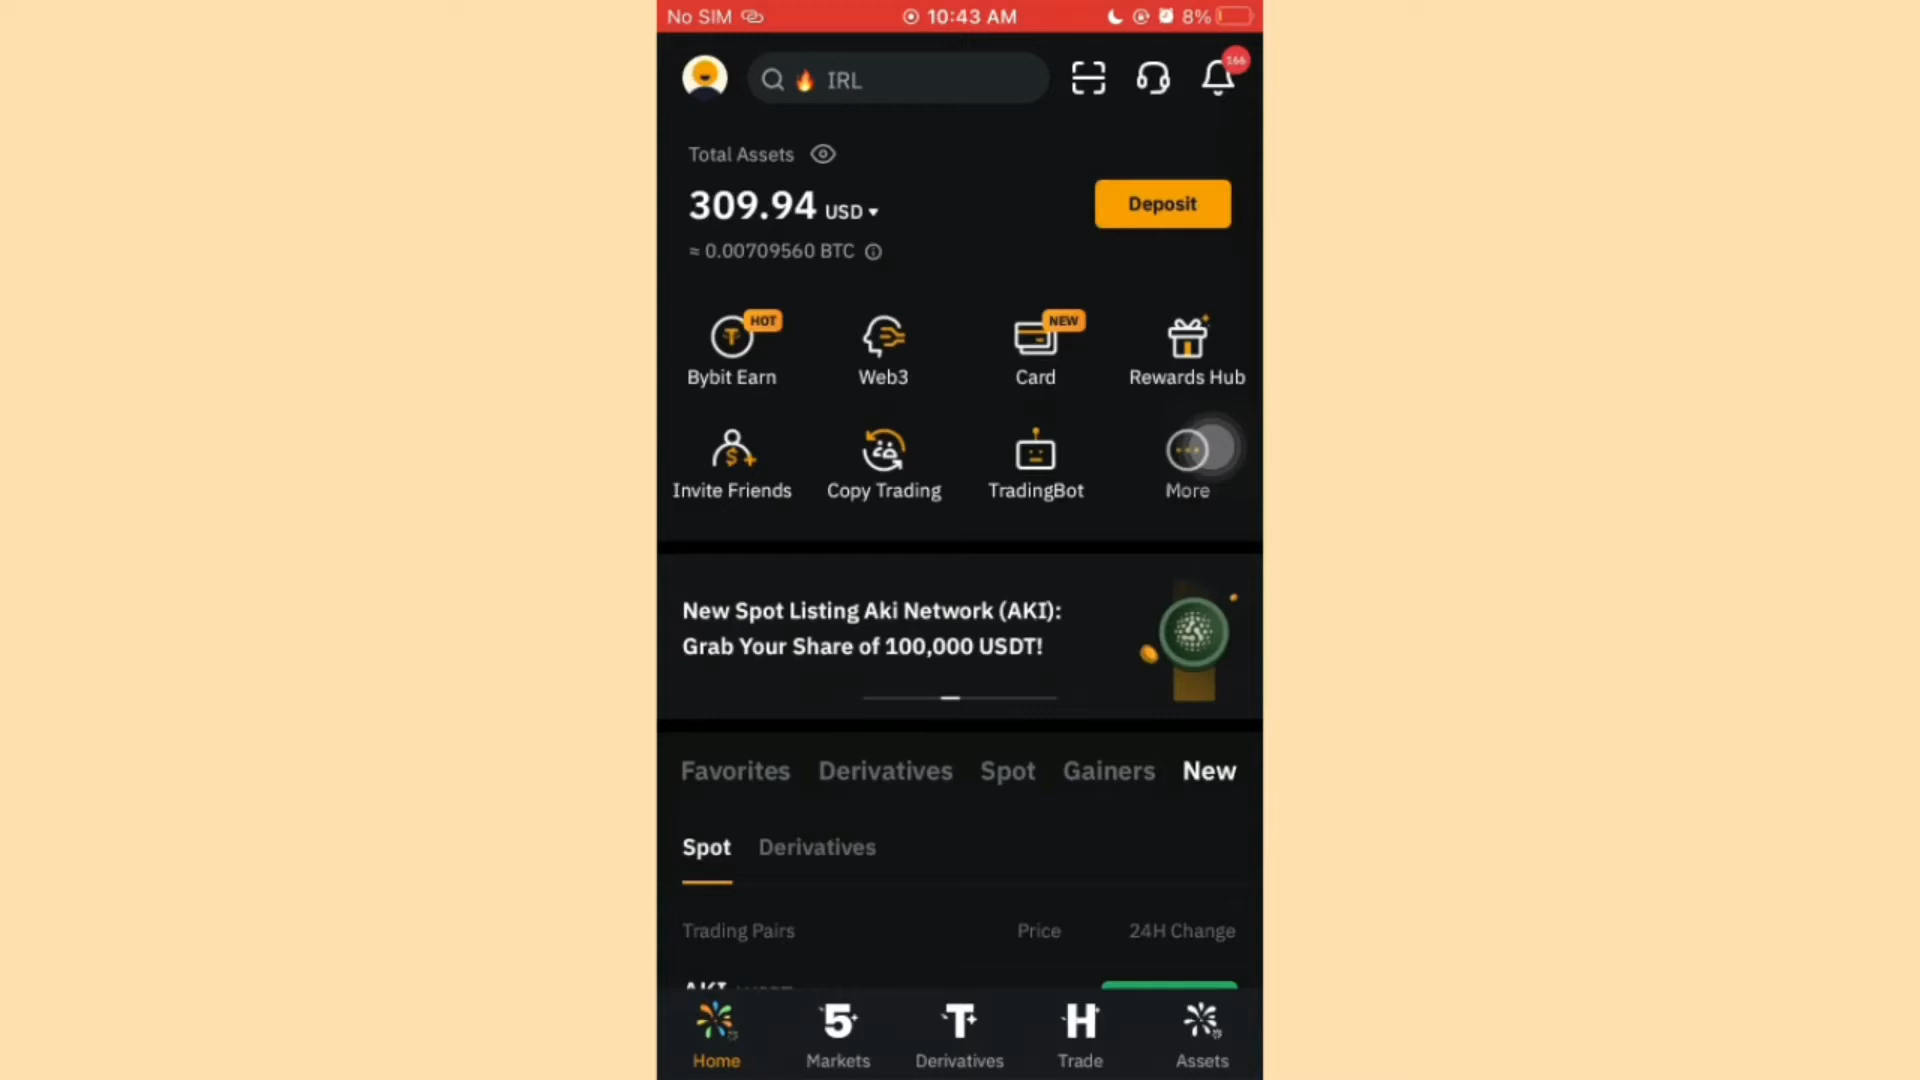 No SIM 10:43 AM 8%
IRL 166
Total Assets
309.94 USD
Deposit
≈ 0.00709560 BTC
HOT NEW
Bybit Earn Web3 Card Rewards Hub
Invite Friends Copy Trading TradingBot More
New Spot Listing Aki Network (AKI):
Grab Your Share of 100,000 USDT!
Favorites Derivatives Spot Gainers New
Spot Derivatives
Trading Pairs Price 24H Change
5 T H
Home Markets Derivatives Trade Assets